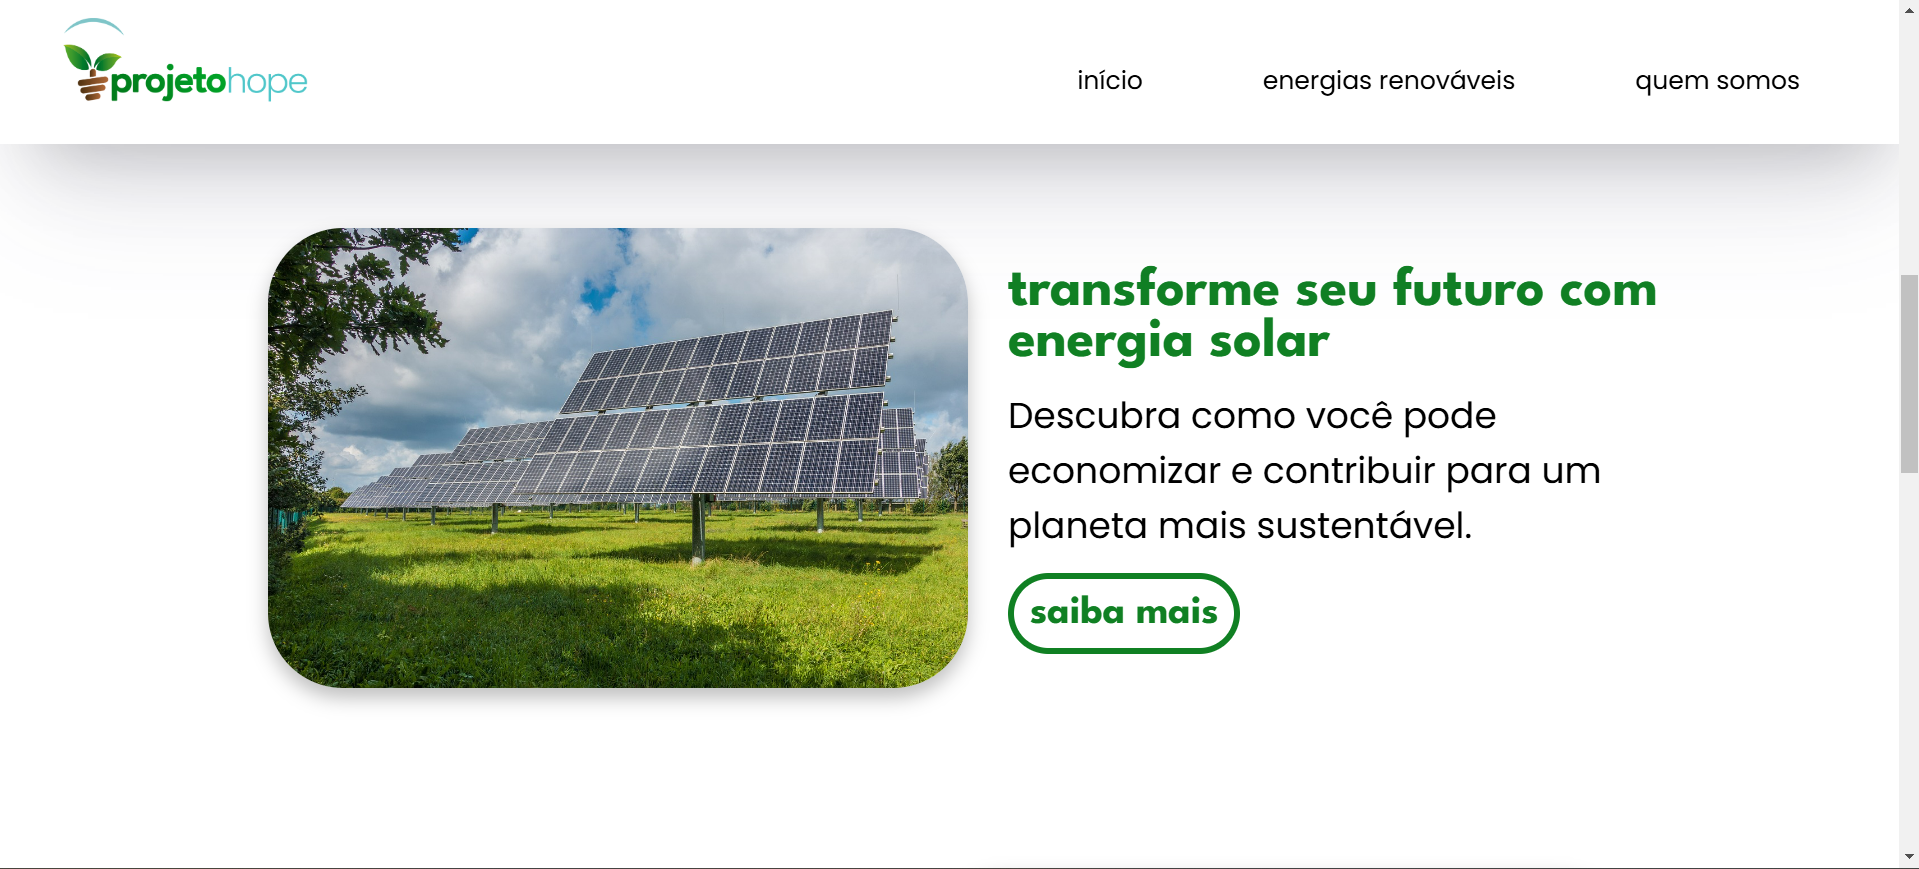 projetohope
início
energias renováveis
quem somos
transforme seu futuro com
energia solar
Descubra como você pode
economizar e contribuir para um
planeta mais sustentável.
saiba mais